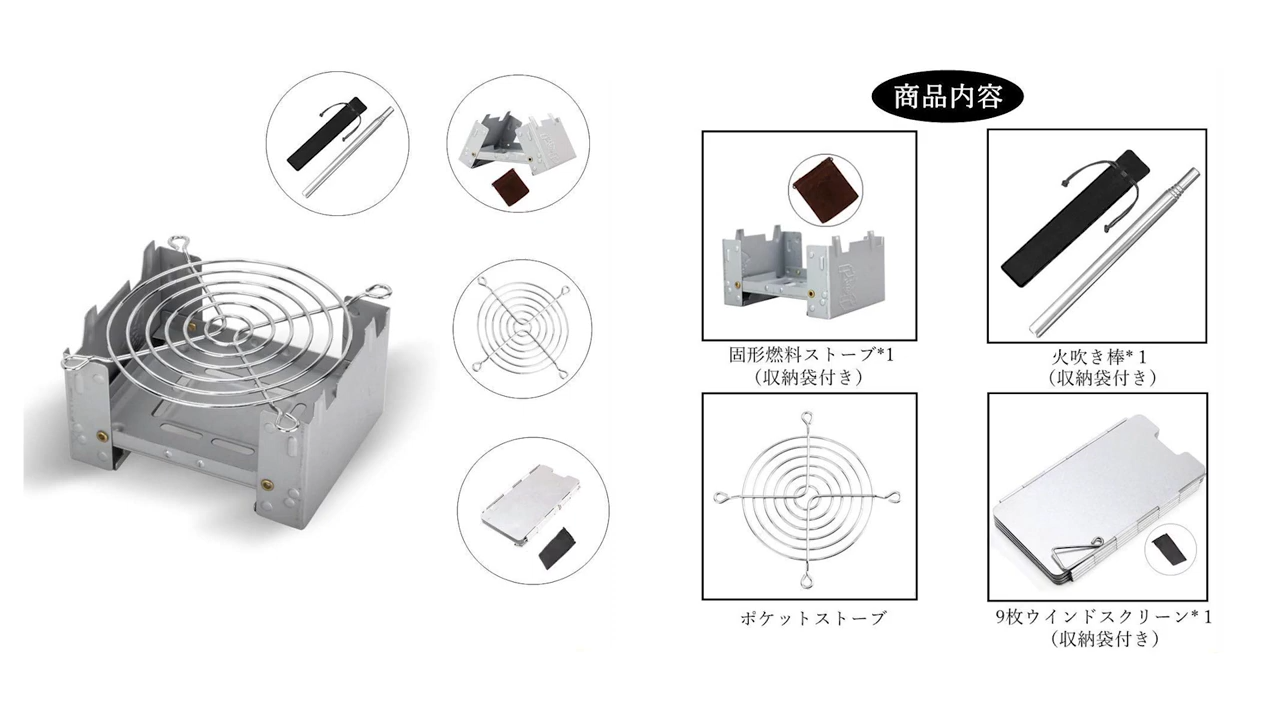 商品内容
固形燃料ストーブ*1
（収納袋付き）
火吹き棒*1
（収納袋付き）
ポケットストーブ
9枚ウインドスクリーン*1
（収納袋付き）